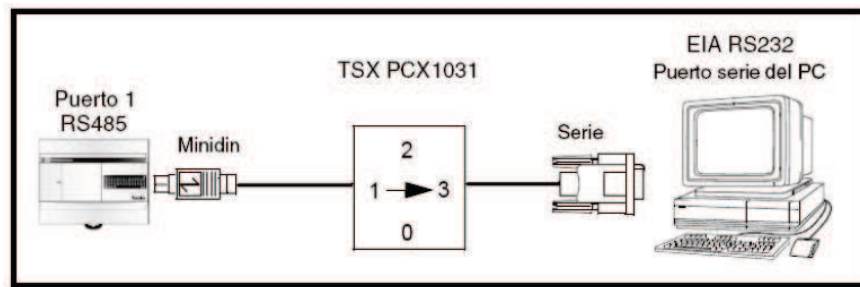 Puerto 1
RS485
Minidin
TSX PCX1031
2
1
3
0
Serie
EIA RS232
Puerto serie del PC